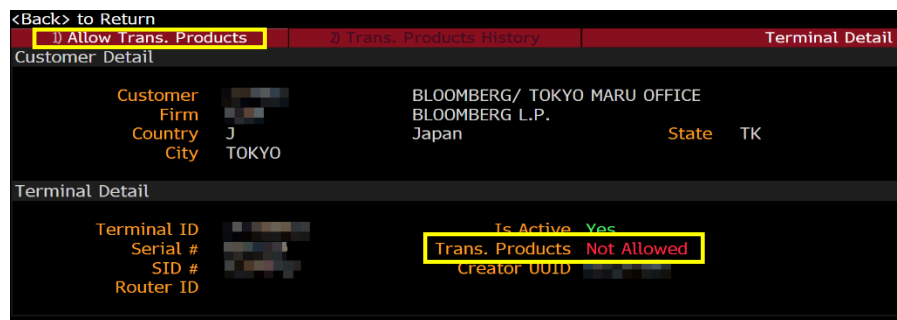 <Back> to Return
1) Allow Trans. Products 2) Trans. Products History Terminal Detail
Customer Detail
Customer BLOOMBERG/ TOKYO MARU OFFICE
Firm BLOOMBERG L.P.
Country J Japan State TK
City TOKYO
Terminal Detail
Terminal ID Is Active Yes
Serial # Trans. Products Not Allowed
SID # Creator UUID
Router ID